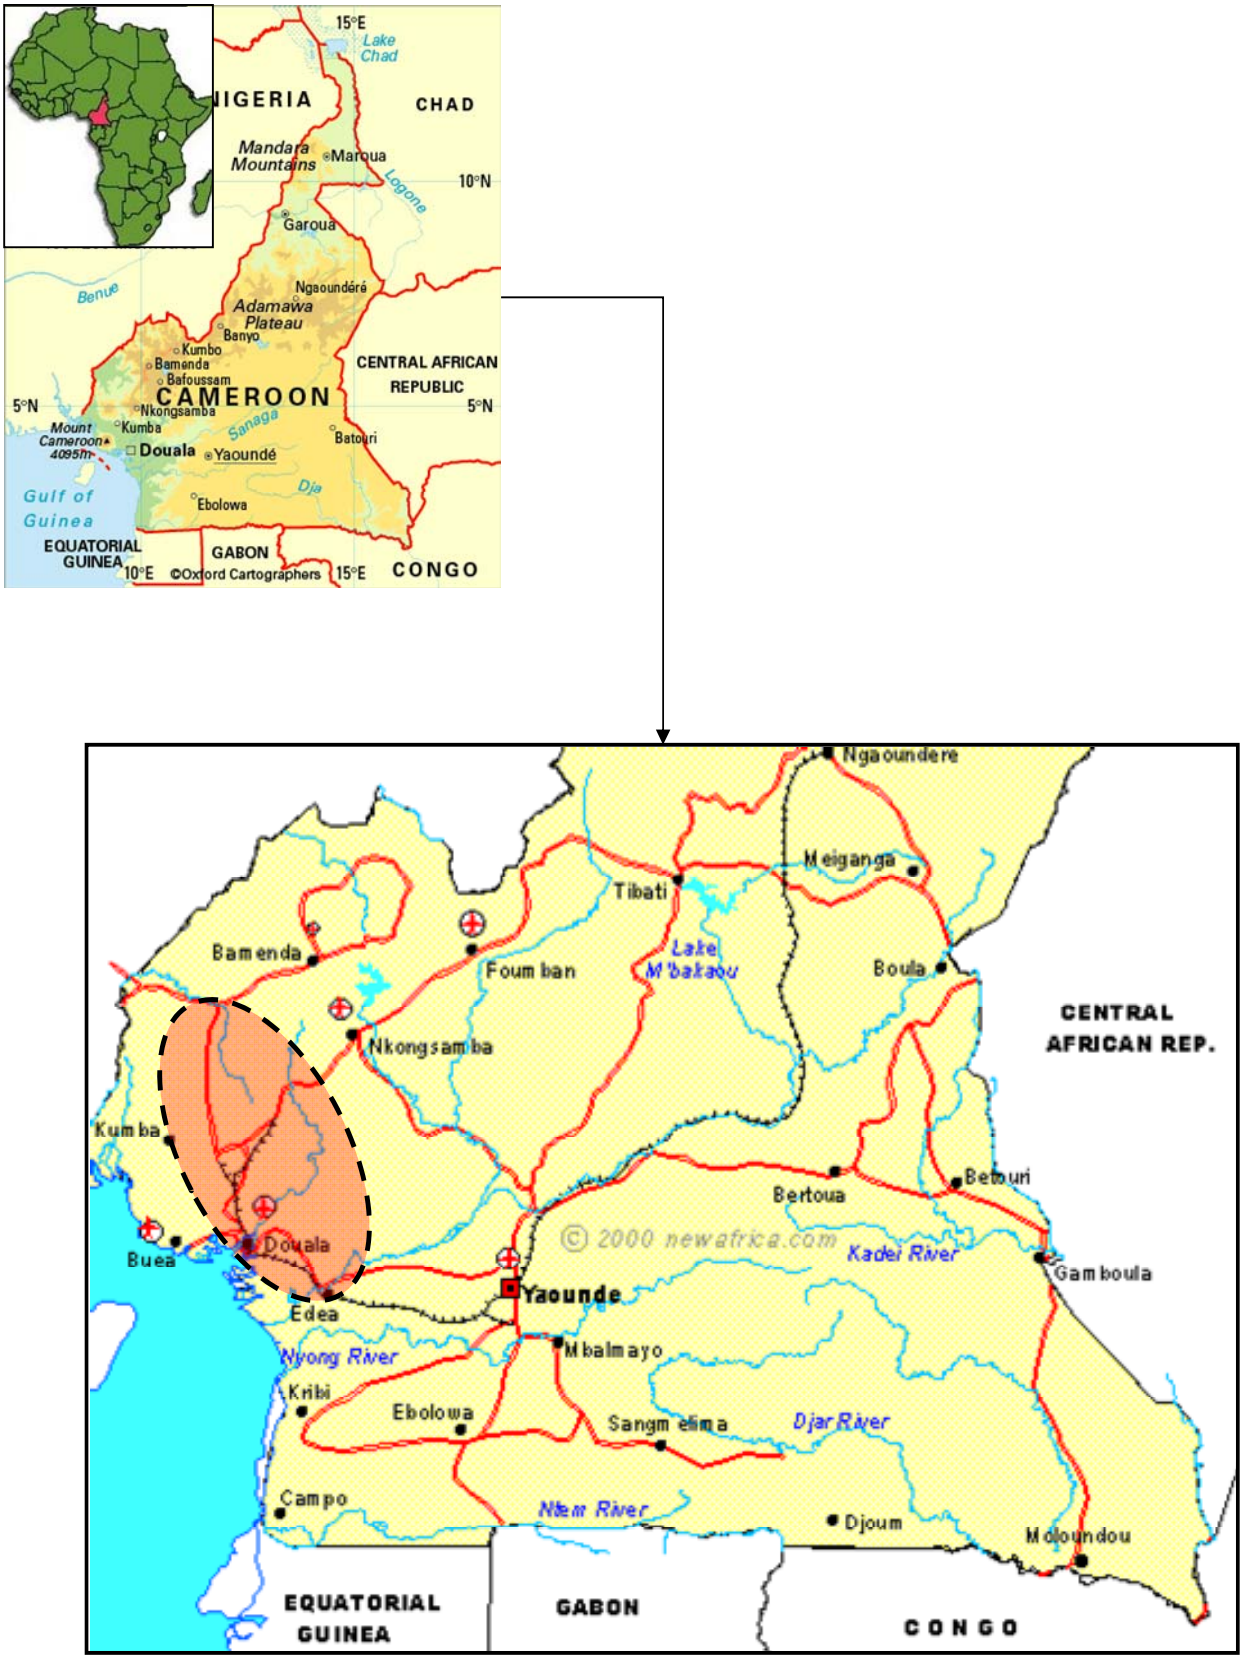 15°E
Lake
Chad
NIGERIA
CHAD
Mandara
Mountains
Maroua
Logone
10°N
Garoua
Benue
Ngaoundéré
Adamawa
Plateau
Banyo
Kumbo
Bamenda
Bafoussam
CENTRAL AFRICAN
REPUBLIC
CAMEROON
5°N
Nkongsamba
5°N
Mount
Cameroon
4095m
Kumba
Sanaga
Batouri
Douala
Yaoundé
Gulf of
Guinea
Dja
Ebolowa
EQUATORIAL
GUINEA
GABON
10°E
©Oxford Cartographers
15°E
CONGO
Ngaoundere
Meiganga
Tibati
Bamenda
Foumban
Lake
M'bakaou
Boula
CENTRAL
AFRICAN REP.
Nkongsamba
Kumba
Bertoua
Betouri
© 2000 newafrica.com
Buea
Douala
Kadei River
Gamboula
Edea
Yaounde
Nyong River
Mbalmayo
Kribi
Ebolowa
Sangmelima
Djar River
Campo
Ntem River
Djoum
Moloundou
EQUATORIAL
GUINEA
GABON
CONGO